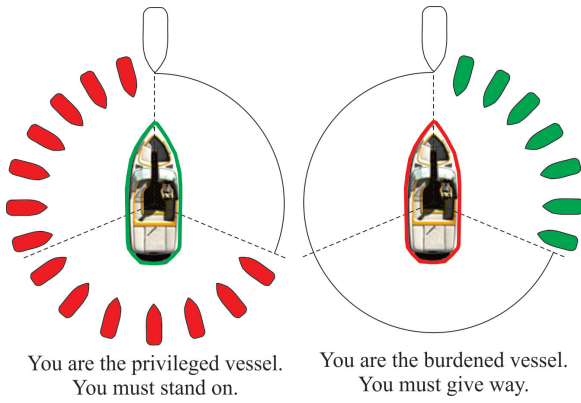 You are the privileged vessel.
You must stand on.
You are the burdened vessel.
You must give way.